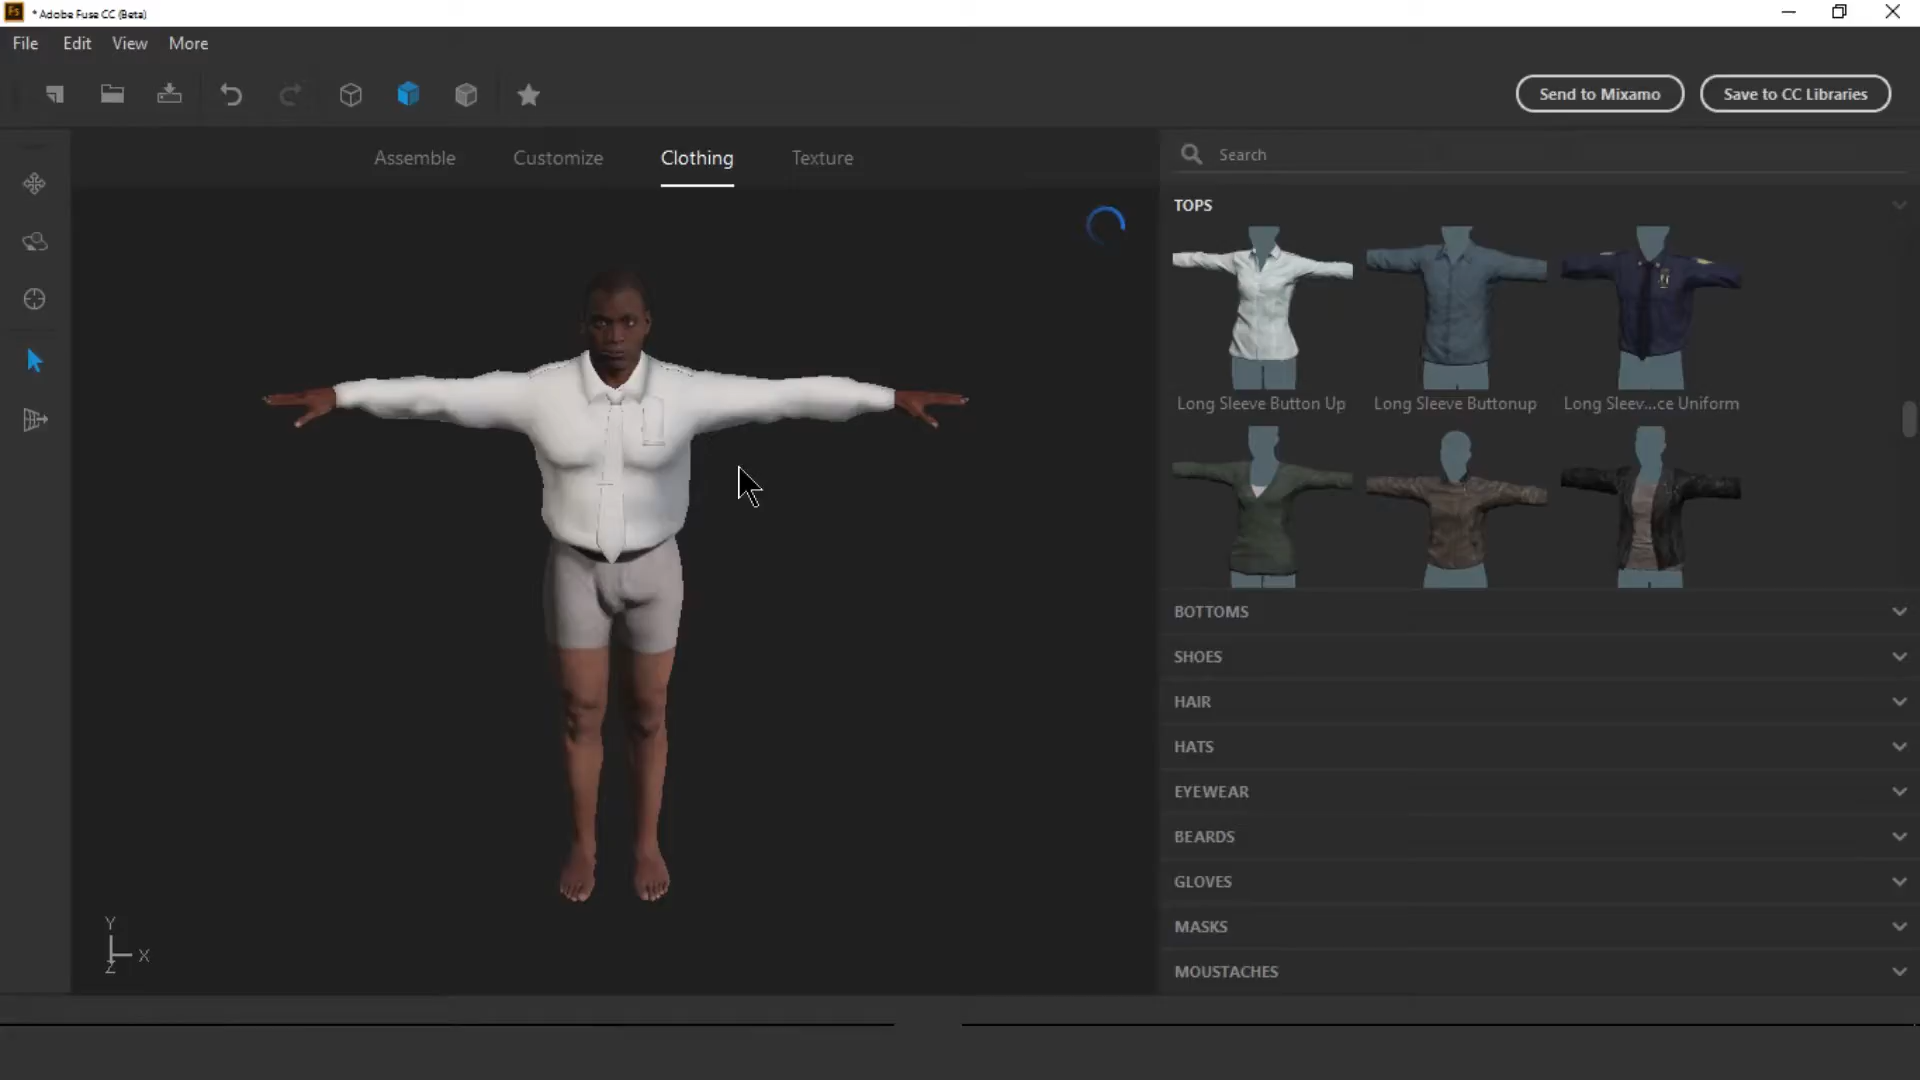 Fs * Adobe Fuse CC (Beta)
File Edit View More
Send to Mixamo Save to CC Libraries
Assemble Customize Clothing Texture
Search
TOPS
Long Sleeve Button Up Long Sleeve Buttonup Long Sleev...ce Uniform
BOTTOMS
SHOES
HAIR
HATS
EYEWEAR
BEARDS
GLOVES
MASKS
MOUSTACHES
Y
X
Z